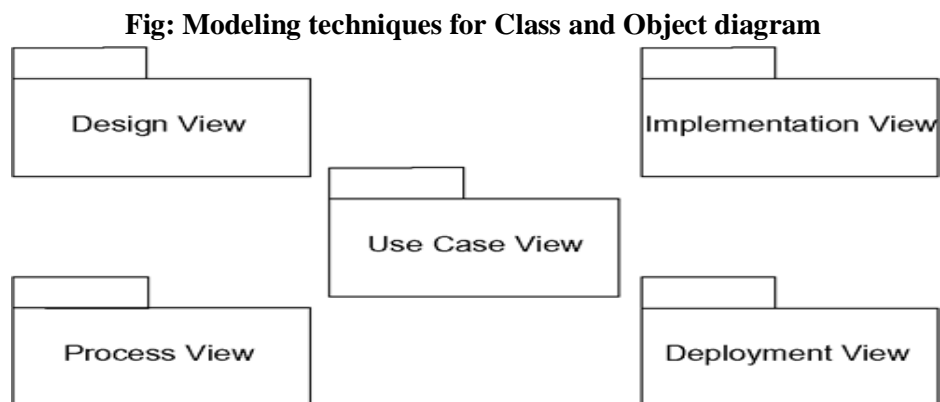 Fig: Modeling techniques for Class and Object diagram
Design View
Implementation View
Use Case View
Process View
Deployment View